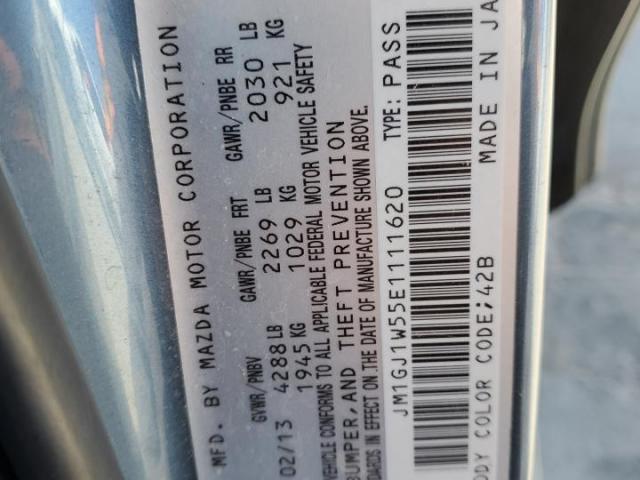 MFD. BY MAZDA MOTOR CORPORATION
GVWR/PNBV GAWR/PNBE FRT GAWR/PNBE RR
02/13 4288 LB 2269 LB 2030 LB
1945 KG 1029 KG 921 KG
VEHICLE CONFORMS TO ALL APPLICABLE FEDERAL MOTOR VEHICLE SAFETY
BUMPER, AND THEFT PREVENTION
DARDS IN EFFECT ON THE DATE OF MANUFACTURE SHOWN ABOVE.
JM1GJ1W55E1111620 TYPE: PASS
ODY COLOR CODE;42B MADE IN JA